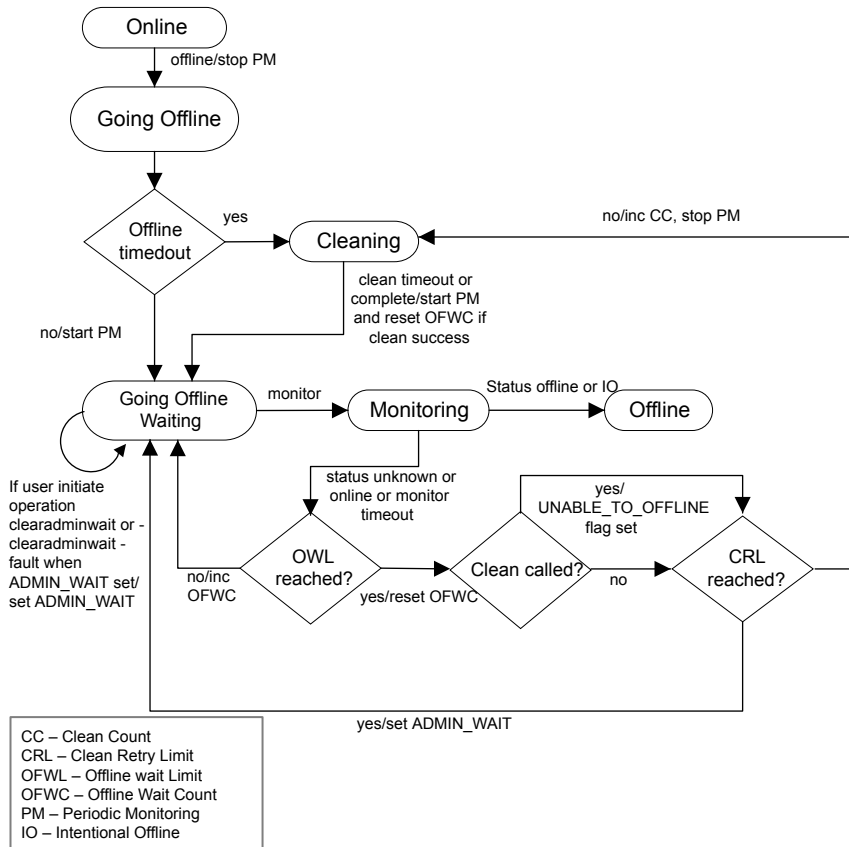 Online
offline/stop PM
Going Offline
Offline
timedout
yes
Cleaning
no/inc CC, stop PM
clean timeout or
complete/start PM
and reset OFWC if
clean success
no/start PM
Going Offline
Waiting
monitor
Monitoring
Status offline or IO
Offline
If user initiate
operation
clearadminwait or -
clearadminwait -
fault when
ADMIN_WAIT set/
set ADMIN_WAIT
status unknown or
online or monitor
timeout
yes/
UNABLE_TO_OFFLINE
flag set
no/inc
OFWC
OWL
reached?
yes/reset OFWC
Clean called?
no
CRL
reached?
yes/set ADMIN_WAIT
CC – Clean Count
CRL – Clean Retry Limit
OFWL – Offline wait Limit
OFWC – Offline Wait Count
PM – Periodic Monitoring
IO – Intentional Offline